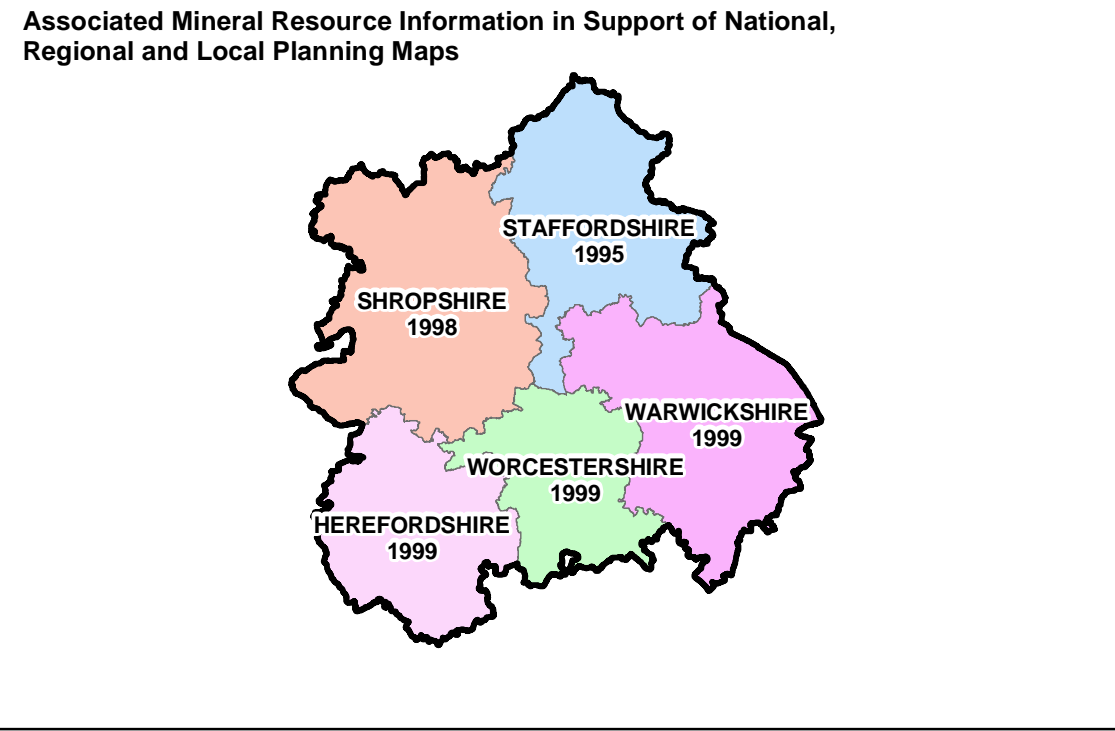 Associated Mineral Resource Information in Support of National,
Regional and Local Planning Maps
STAFFORDSHIRE
1995
SHROPSHIRE
1998
WARWICKSHIRE
1999
WORCESTERSHIRE
1999
HEREFORDSHIRE
1999